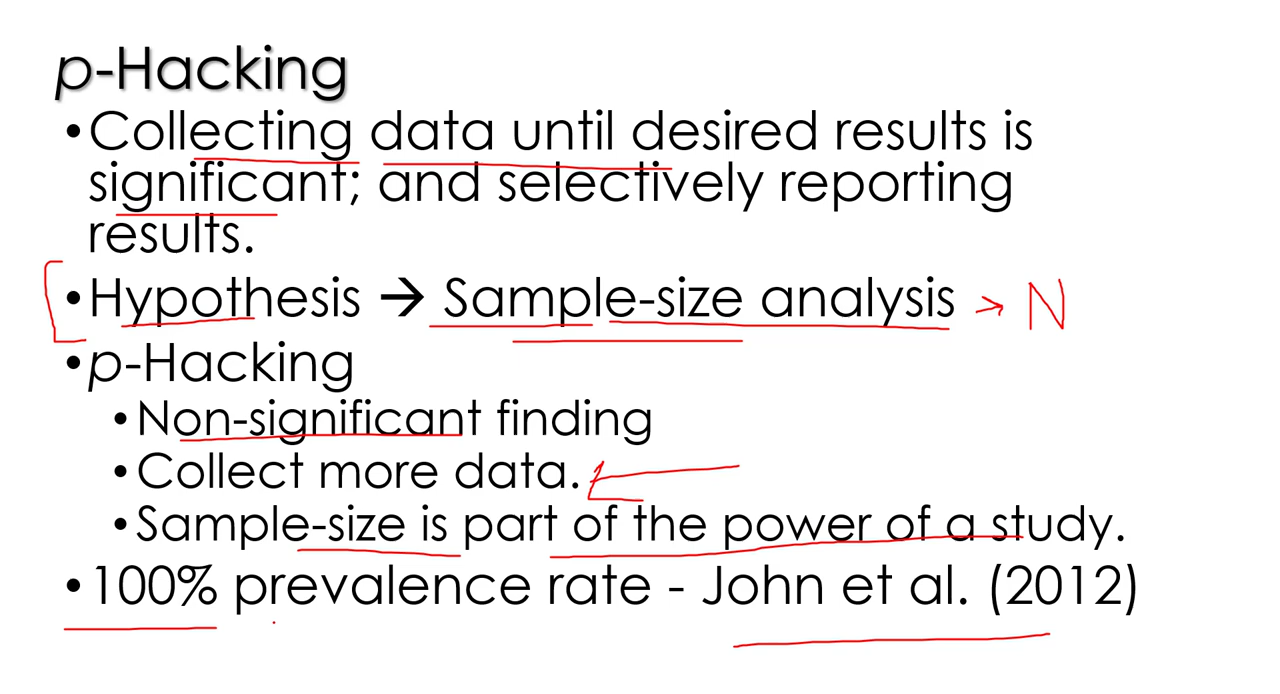 p-Hacking
•Collecting data until desired results is
significant; and selectively reporting
results.
•Hypothesis → Sample-size analysis → N
•p-Hacking
•Non-significant finding
•Collect more data.
•Sample-size is part of the power of a study.
•100% prevalence rate - John et al. (2012)